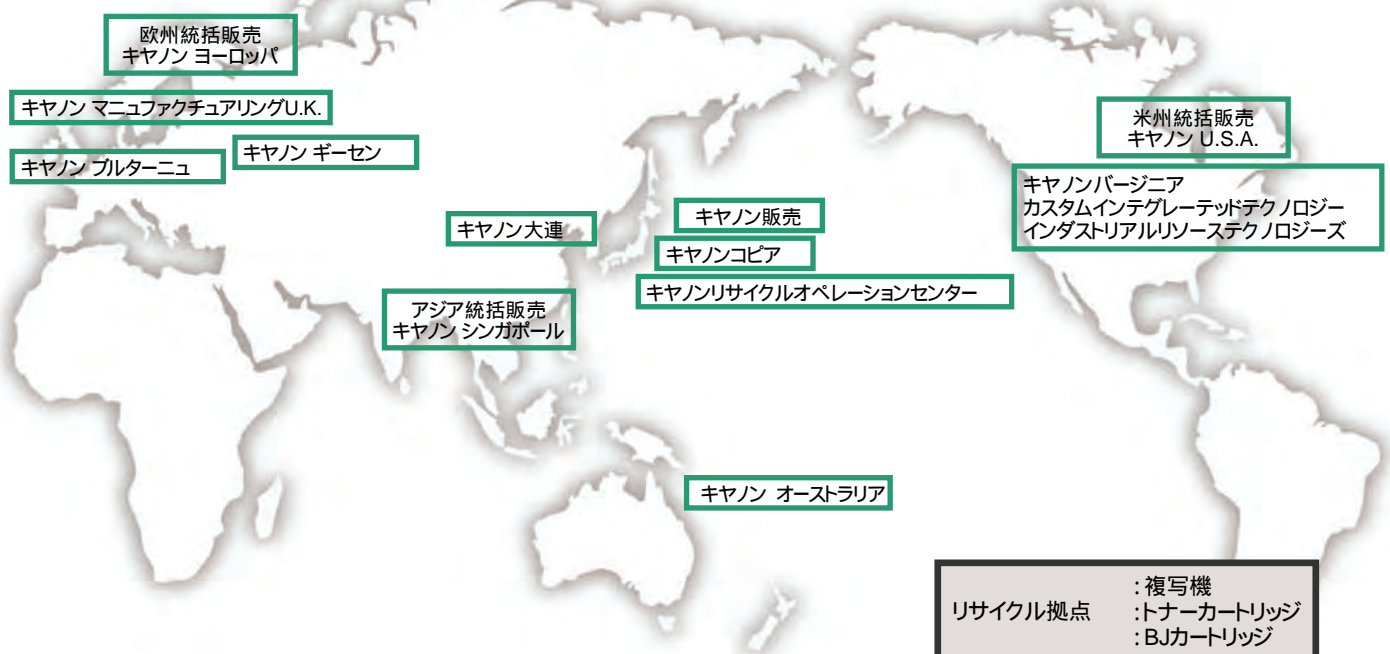 欧州統括販売
キヤノン ヨーロッパ
キヤノン マニュファクチュアリングU.K.
キヤノン ギーセン
キヤノン ブルターニュ
キヤノン大連
アジア統括販売
キヤノン シンガポール
キヤノン販売
キヤノンコピア
キヤノンリサイクルオペレーションセンター
キヤノン オーストラリア
米州統括販売
キヤノン U.S.A.
キヤノンバージニア
カスタムインテグレーテッドテクノロジー
インダストリアルリソーステクノロジーズ
リサイクル拠点
:複写機
:トナーカートリッジ
:BJカートリッジ